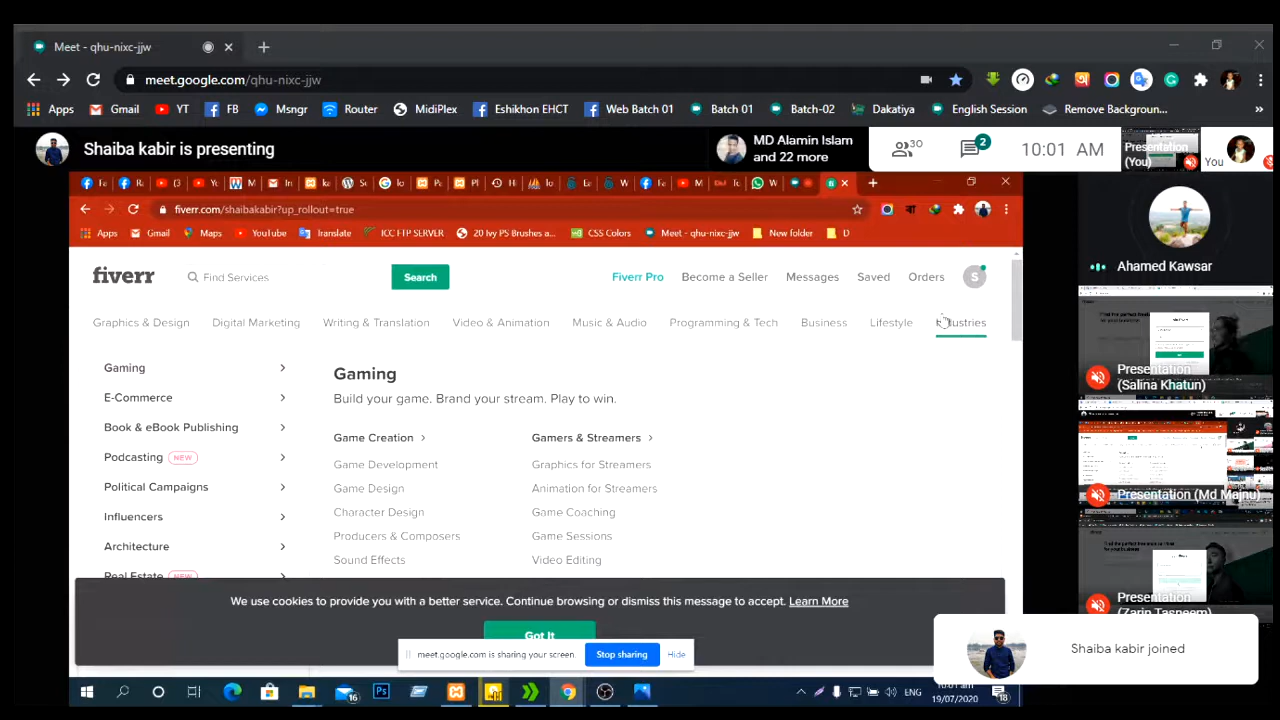 Meet - qhu-nixc-jjw
meet.google.com/qhu-nixc-jjw
Apps Gmail YT FB Msngr Router MidiPlex Eshikhon EHCT Web Batch 01 Batch 01 Batch-02 Dakatiya English Session Remove Backgroun... »
Shaiba kabir is presenting
MD Alamin Islam
and 22 more
30
2
10:01 AM
Presentation
(You)
You
fiverr.com/shaibakabir?up_rollout=true
Apps Gmail Maps YouTube Translate ICC FTP SERVER 20 Ivy PS Brushes a... CSS Colors Meet - qhu-nixc-jjw New folder D
fiverr
Find Services
Search
Fiverr Pro Become a Seller Messages Saved Orders S
Graphics & Design Digital Marketing Writing & Video & Animation Music & Audio Programming & Tech Business Lifestyle
Gaming
E-Commerce
Book & eBook Publishing
Podcasting NEW
Political Campaigns
Influencers
Architecture
Real Estate NEW
Gaming
Build your game. Brand your stream. Play to win.
Game Creation
Game Development
Game Design
Character Design
Producers & Composers
Sound Effects
Gamers & Streamers
Graphics for Streamers
Animation for Streamers
Coaching
Game Sessions
Video Editing
We use cookies to provide you with a better service. Continue browsing or dismiss this message to accept. Learn More
Got It
meet.google.com is sharing your screen Stop sharing Hide
Ahamed Kawsar
Presentation
(Salina Khatun)
Presentation (Md Majnu)
Presentation
(Zarin Tasneem)
Shaiba kabir joined
16
ENG
10:01 am
19/07/2020
18